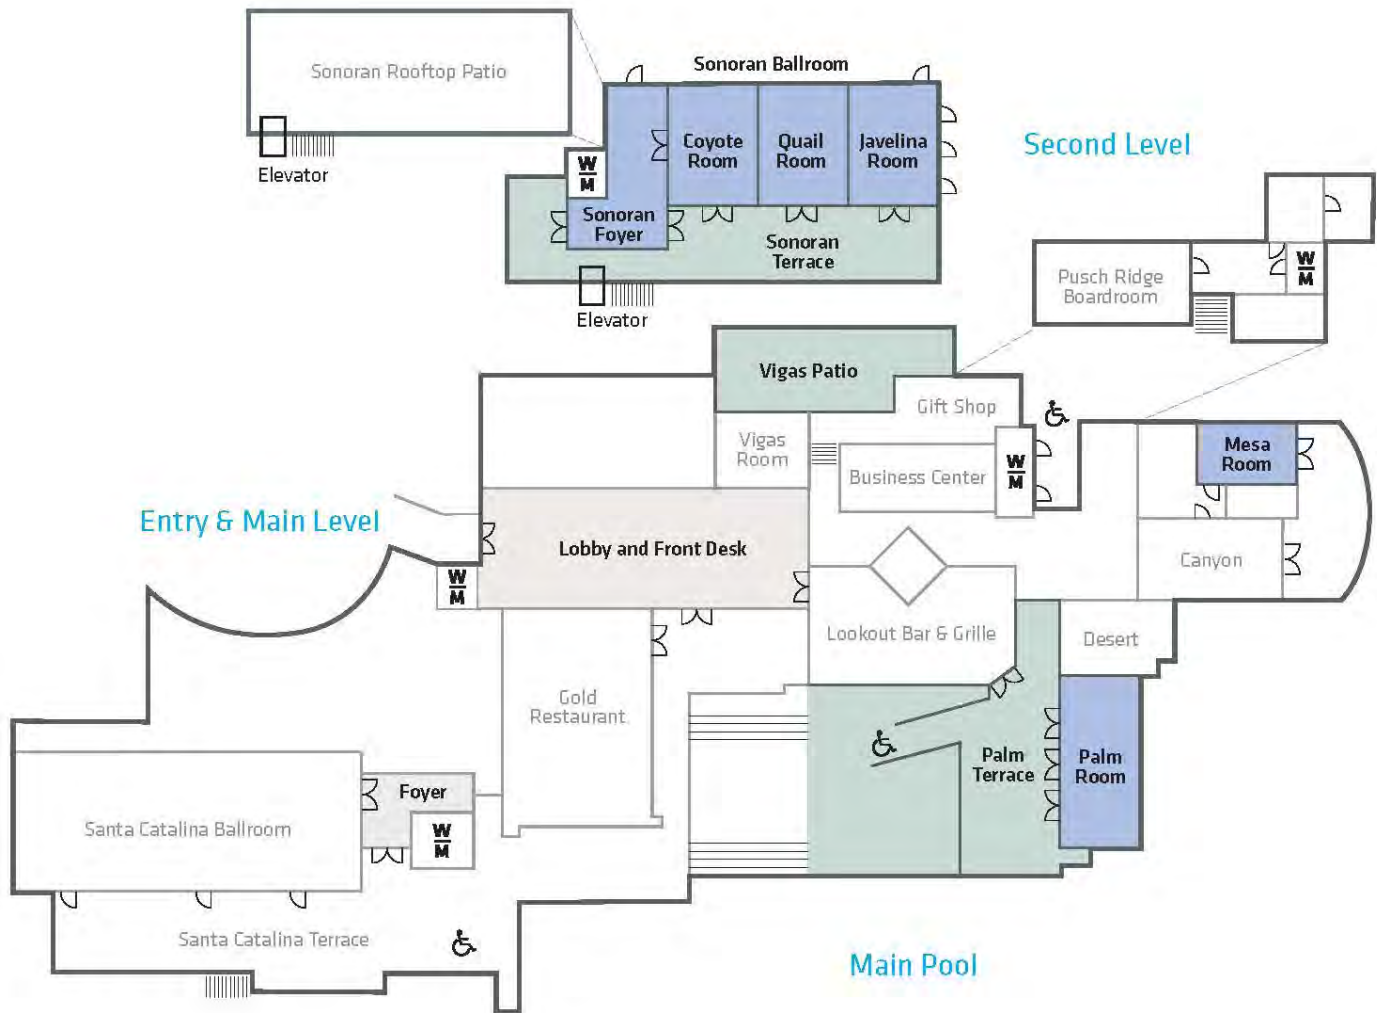 Sonoran Rooftop Patio
Elevator
Sonoran Ballroom
Coyote
Room
Quail
Room
Javelina
Room
W
M
Sonoran
Foyer
Sonoran
Terrace
Elevator
Second Level
Pusch Ridge
Boardroom
W
M
Vigas Patio
Gift Shop
Vigas
Room
Business Center
W
M
Mesa
Room
Entry & Main Level
Lobby and Front Desk
W
M
Canyon
Lookout Bar & Grille
Desert
Gold
Restaurant
Palm
Terrace
Palm
Room
Foyer
W
M
Santa Catalina Ballroom
Santa Catalina Terrace
Main Pool